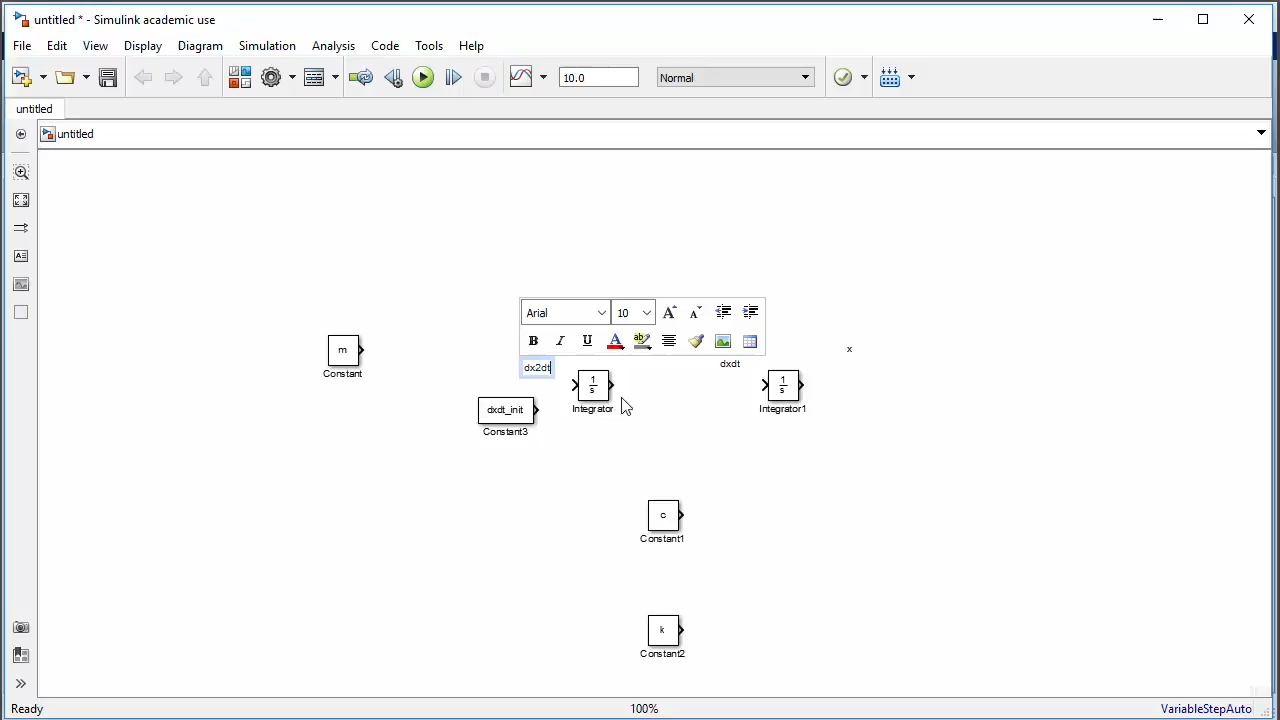 untitled * - Simulink academic use
File Edit View Display Diagram Simulation Analysis Code Tools Help
10.0 Normal
untitled
untitled
Arial 10
B I U A ab
dx2dt
dxdt
x
m
Constant
1
s
Integrator
1
s
Integrator1
dxdt_init
Constant3
c
Constant1
k
Constant2
Ready 100% VariableStepAuto